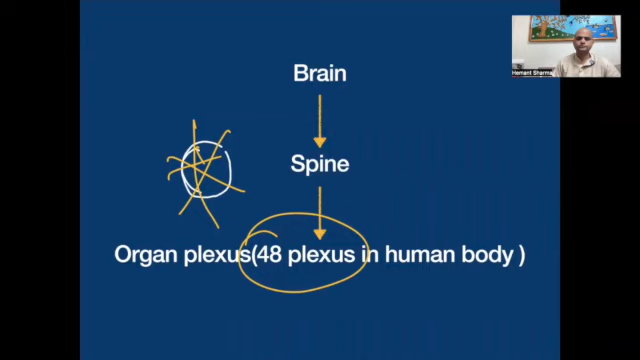 Hemant Sharma
Brain
Spine
Organ plexus(48 plexus in human body )